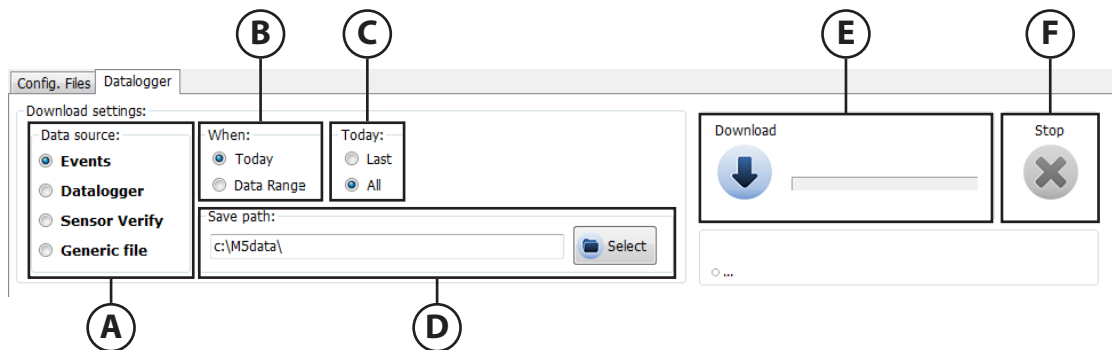 B C E F
Config. Files Datalogger
Download settings:
Data source: When: Today: Download Stop
Events Today Last
Datalogger Data Range All
Sensor Verify Save path:
Generic file c:\M5data\ Select
...
A D